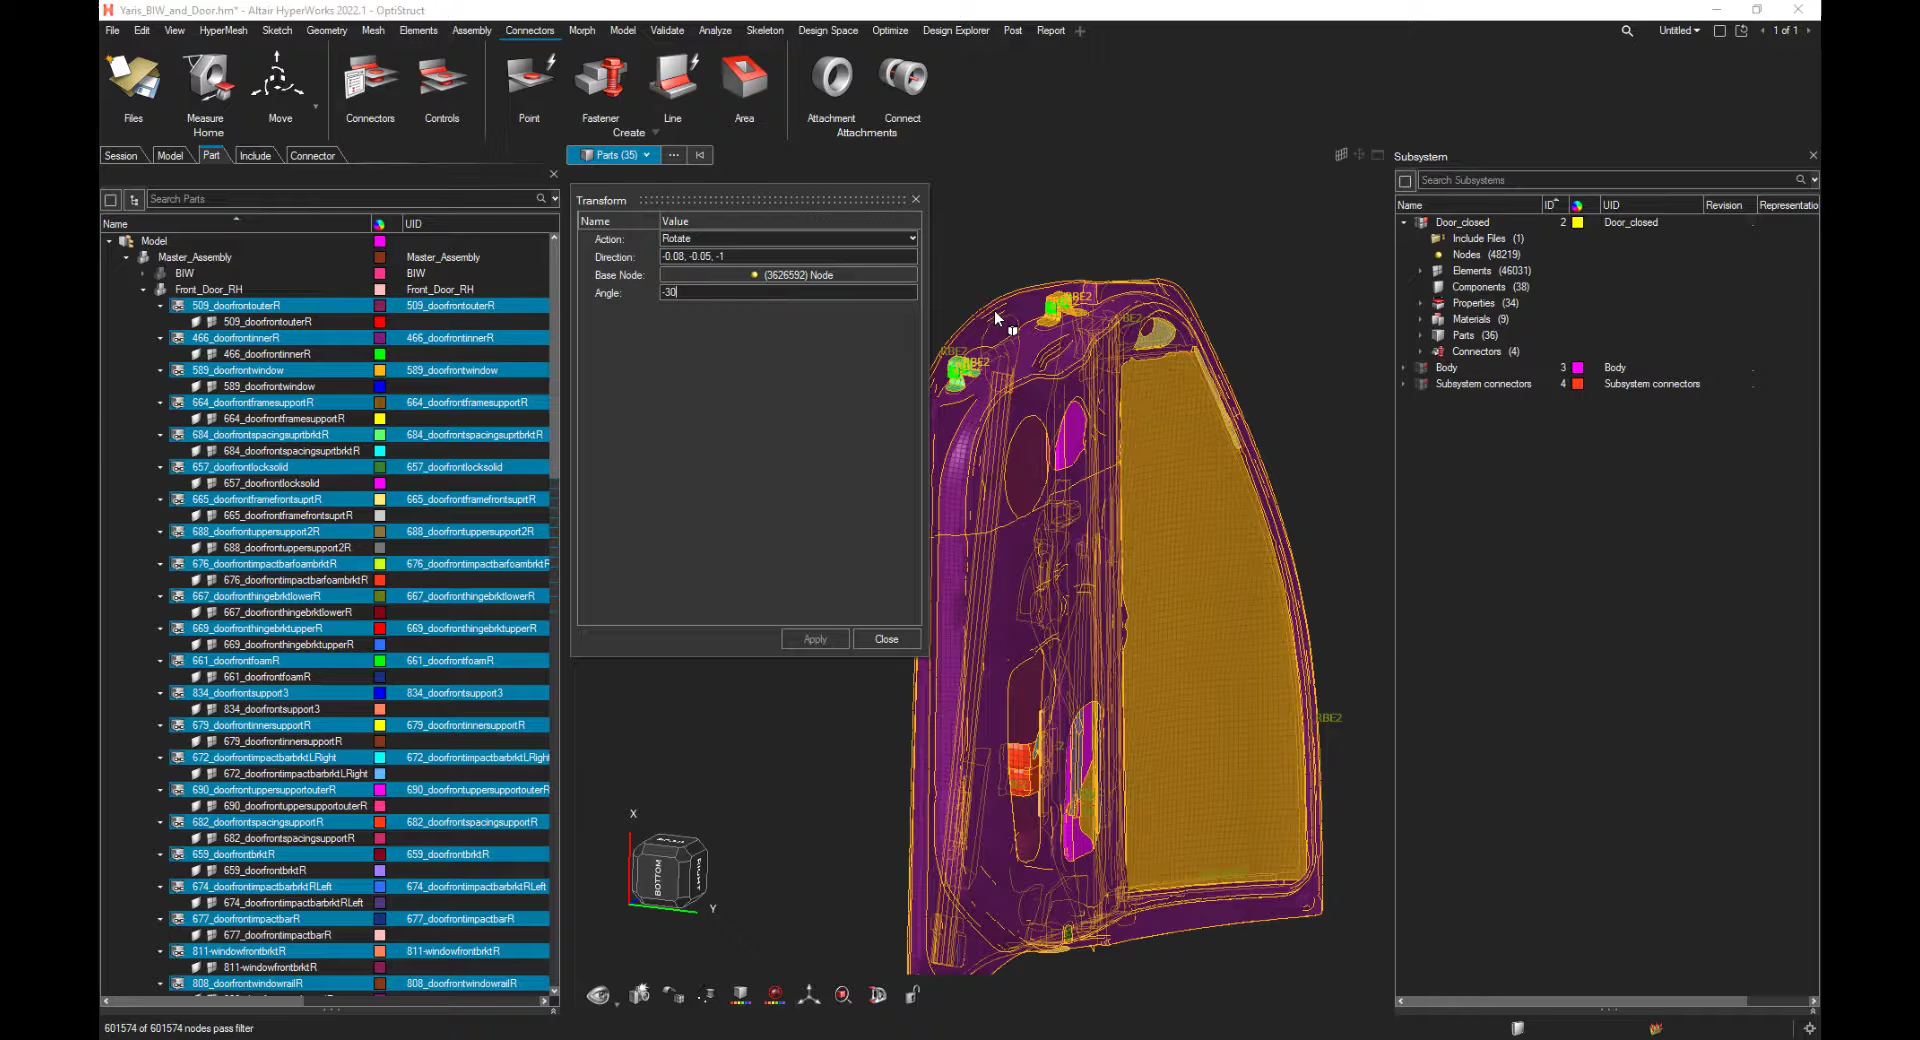 Yaris_BIW_and_Door.hm* - Altair HyperWorks 2022.1 - OptiStruct
File Edit View HyperMesh Sketch Geometry Mesh Elements Assembly Connectors Morph Model Validate Analyze Skeleton Design Space Optimize Design Explorer Post Report
Untitled 1 of 1
Files Measure Move Connectors Controls Point Fastener Line Area Attachment Connect
Home Create Attachments
Session Model Part Include Connector
Parts (35)
Search Parts
Name UID
Model
Master_Assembly Master_Assembly
BIW BIW
Front_Door_RH Front_Door_RH
509_doorfrontouterR 509_doorfrontouterR
509_doorfrontouterR
466_doorfrontinnerR 466_doorfrontinnerR
466_doorfrontinnerR
589_doorfrontwindow 589_doorfrontwindow
589_doorfrontwindow
664_doorfrontframesupportR 664_doorfrontframesupportR
664_doorfrontframesupportR
684_doorfrontspacingsuprtbrktR 684_doorfrontspacingsuprtbrktR
684_doorfrontspacingsuprtbrktR
657_doorfrontlocksolid 657_doorfrontlocksolid
657_doorfrontlocksolid
665_doorfrontframefrontsuprtR 665_doorfrontframefrontsuprtR
665_doorfrontframefrontsuprtR
688_doorfrontuppersupport2R 688_doorfrontuppersupport2R
688_doorfrontuppersupport2R
676_doorfrontimpactbarfoambrktR 676_doorfrontimpactbarfoambrktR
676_doorfrontimpactbarfoambrktR
667_doorfronthingebrktlowerR 667_doorfronthingebrktlowerR
667_doorfronthingebrktlowerR
669_doorfronthingebrktupperR 669_doorfronthingebrktupperR
669_doorfronthingebrktupperR
661_doorfrontfoamR 661_doorfrontfoamR
661_doorfrontfoamR
834_doorfrontsupport3 834_doorfrontsupport3
834_doorfrontsupport3
679_doorfrontinnersupportR 679_doorfrontinnersupportR
679_doorfrontinnersupportR
672_doorfrontimpactbarbrktLRight 672_doorfrontimpactbarbrktLRight
672_doorfrontimpactbarbrktLRight
690_doorfrontuppersupportouterR 690_doorfrontuppersupportouterR
690_doorfrontuppersupportouterR
682_doorfrontspacingsupportR 682_doorfrontspacingsupportR
682_doorfrontspacingsupportR
659_doorfrontbrktR 659_doorfrontbrktR
659_doorfrontbrktR
674_doorfrontimpactbarbrktRLeft 674_doorfrontimpactbarbrktRLeft
674_doorfrontimpactbarbrktRLeft
677_doorfrontimpactbarR 677_doorfrontimpactbarR
677_doorfrontimpactbarR
811-windowfrontbrktR 811-windowfrontbrktR
811-windowfrontbrktR
808_doorfrontwindowrailR 808_doorfrontwindowrailR
601574 of 601574 nodes pass filter
Transform
Name Value
Action: Rotate
Direction: -0.08, -0.05, -1
Base Node: (3626592) Node
Angle: -30
Apply Close
RBE2
RBE2
RBE2
RBE2
X
BOTTOM
RIGHT
Y
Subsystem
Search Subsystems
Name ID UID Revision Representatio
Door_closed 2 Door_closed
Include Files (1)
Nodes (48219)
Elements (46031)
Components (38)
Properties (34)
Materials (9)
Parts (36)
Connectors (4)
Body 3 Body
Subsystem connectors 4 Subsystem connectors